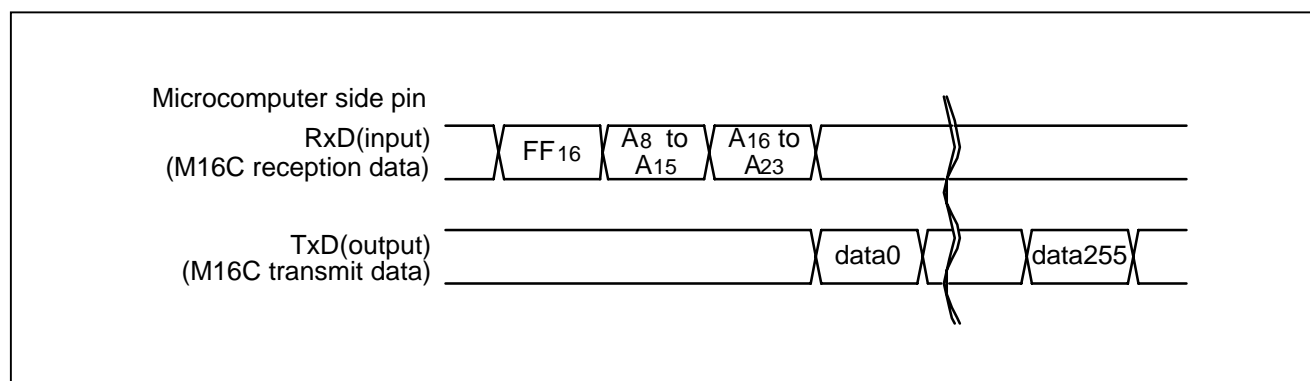 Microcomputer side pin
RxD(input)
(M16C reception data)
FF16
A8 to
A15
A16 to
A23
TxD(output)
(M16C transmit data)
data0
data255